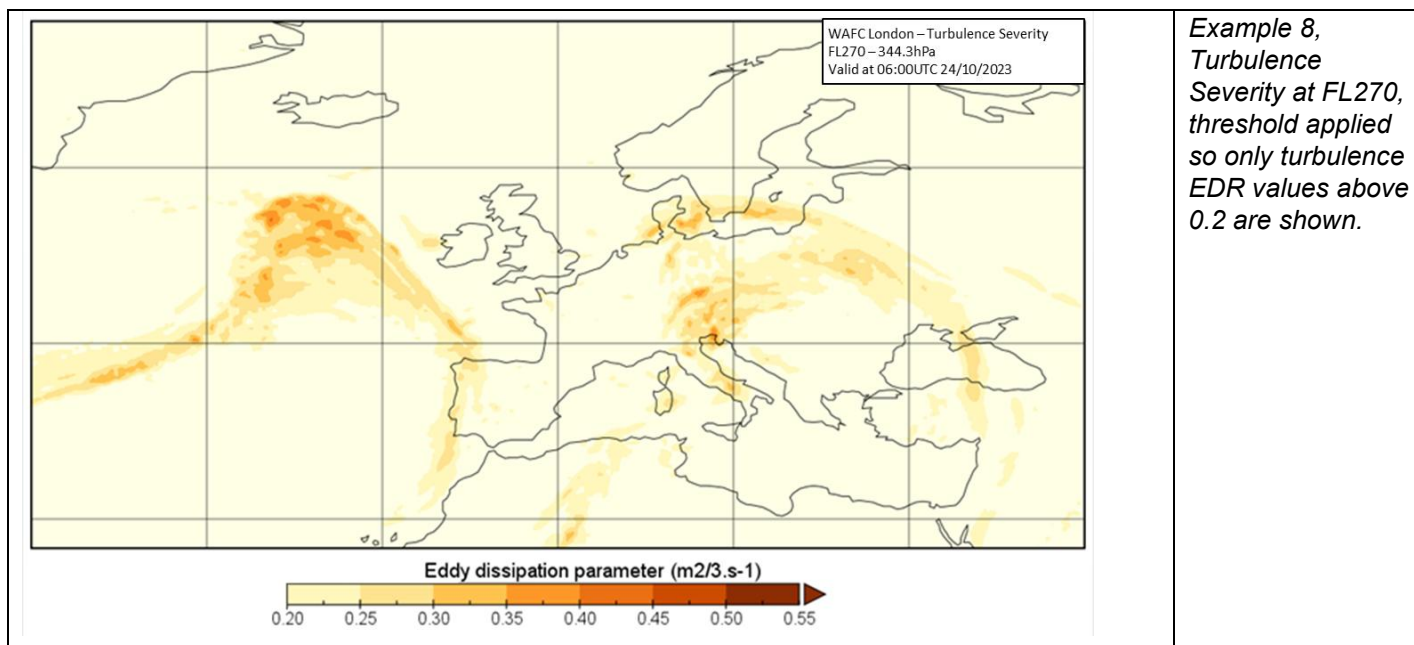 WAFC London – Turbulence Severity
FL270 – 344.3hPa
Valid at 06:00UTC 24/10/2023
Eddy dissipation parameter (m2/3.s-1)
0.20 0.25 0.30 0.35 0.40 0.45 0.50 0.55
Example 8,
Turbulence
Severity at FL270,
threshold applied
so only turbulence
EDR values above
0.2 are shown.